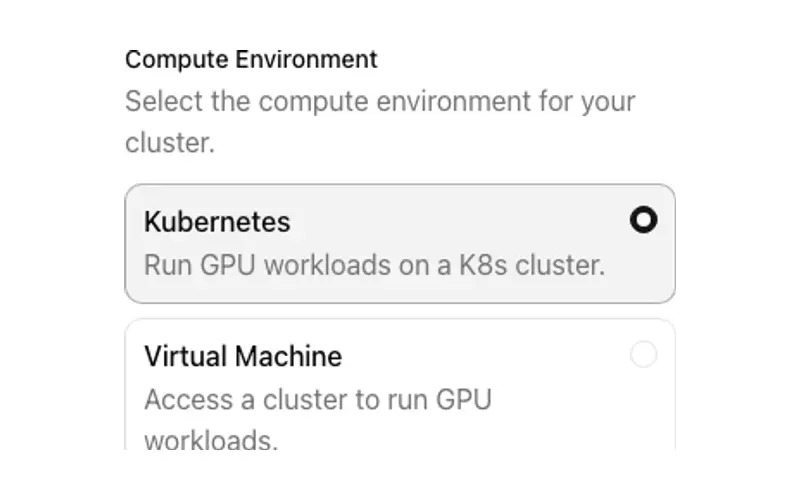 Compute Environment
Select the compute environment for your
cluster.
Kubernetes
Run GPU workloads on a K8s cluster.
Virtual Machine
Access a cluster to run GPU
workloads.